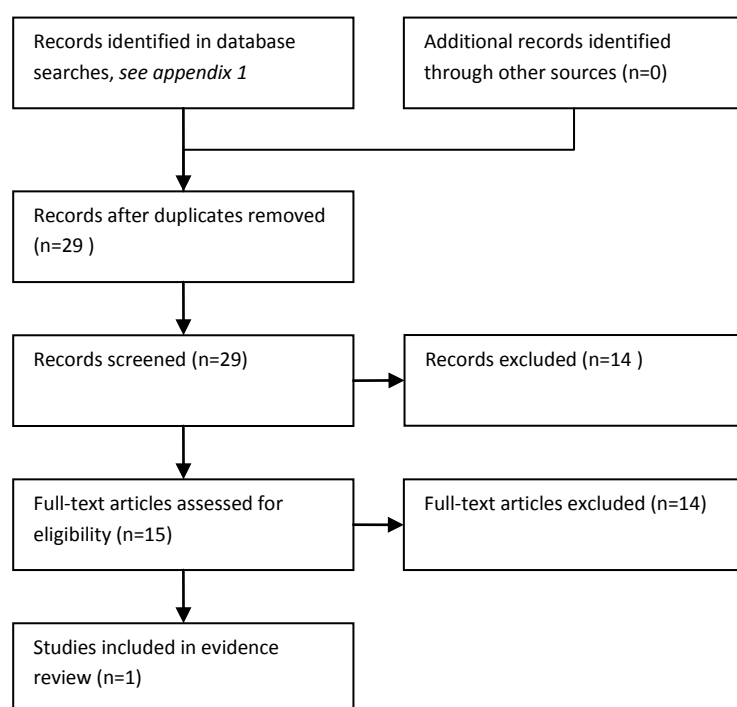 Records identified in database
searches, see appendix 1
Additional records identified
through other sources (n=0)
Records after duplicates removed
(n=29 )
Records screened (n=29)
Records excluded (n=14 )
Full-text articles assessed for
eligibility (n=15)
Full-text articles excluded (n=14)
Studies included in evidence
review (n=1)